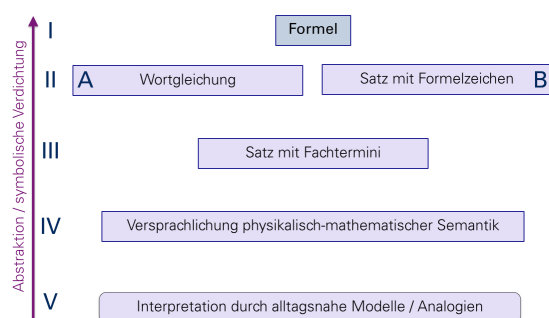 I
Formel
II
A
Wortgleichung
Satz mit Formelzeichen
B
III
Satz mit Fachtermini
IV
Versprachlichung physikalisch-mathematischer Semantik
V
Interpretation durch alltagsnahe Modelle / Analogien
Abstraktion / symbolische Verdichtung